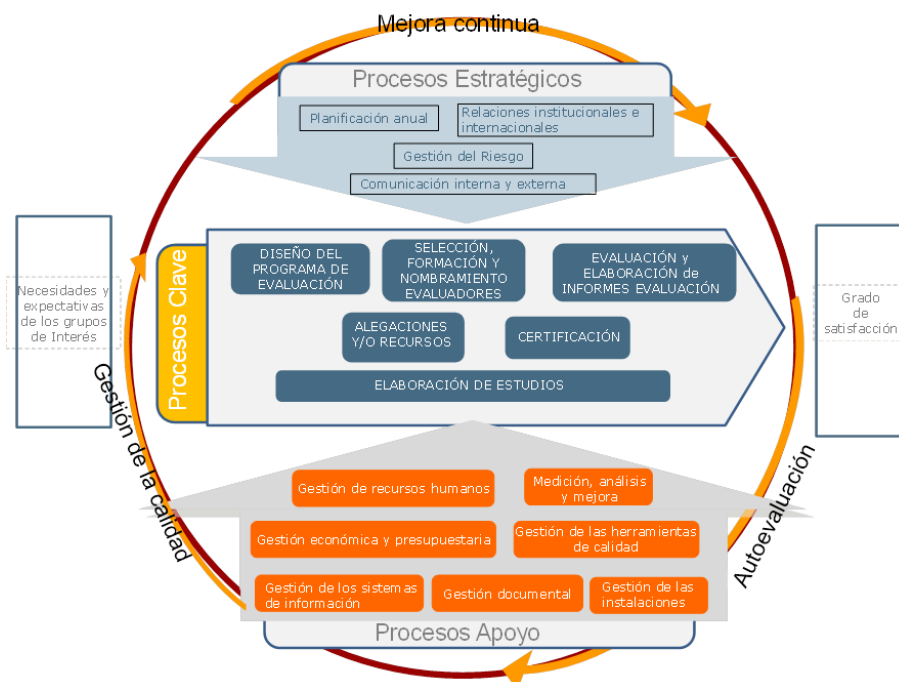 Mejora continua
Procesos Estratégicos
Planificación anual
Relaciones institucionales e
internacionales
Gestión del Riesgo
Comunicación interna y externa
Necesidades y
expectativas
de los grupos
de Interés
Procesos Clave
DISEÑO DEL
PROGRAMA DE
EVALUACIÓN
SELECCIÓN,
FORMACIÓN Y
NOMBRAMIENTO
EVALUADORES
EVALUACIÓN y
ELABORACIÓN de
INFORMES EVALUACIÓN
ALEGACIONES
Y/O RECURSOS
CERTIFICACIÓN
ELABORACIÓN DE ESTUDIOS
Grado
de
satisfacción
Gestión de la calidad
Autoevaluación
Gestión de recursos humanos
Medición, análisis
y mejora
Gestión económica y presupuestaria
Gestión de las herramientas
de calidad
Gestión de los sistemas
de información
Gestión documental
Gestión de las
instalaciones
Procesos Apoyo